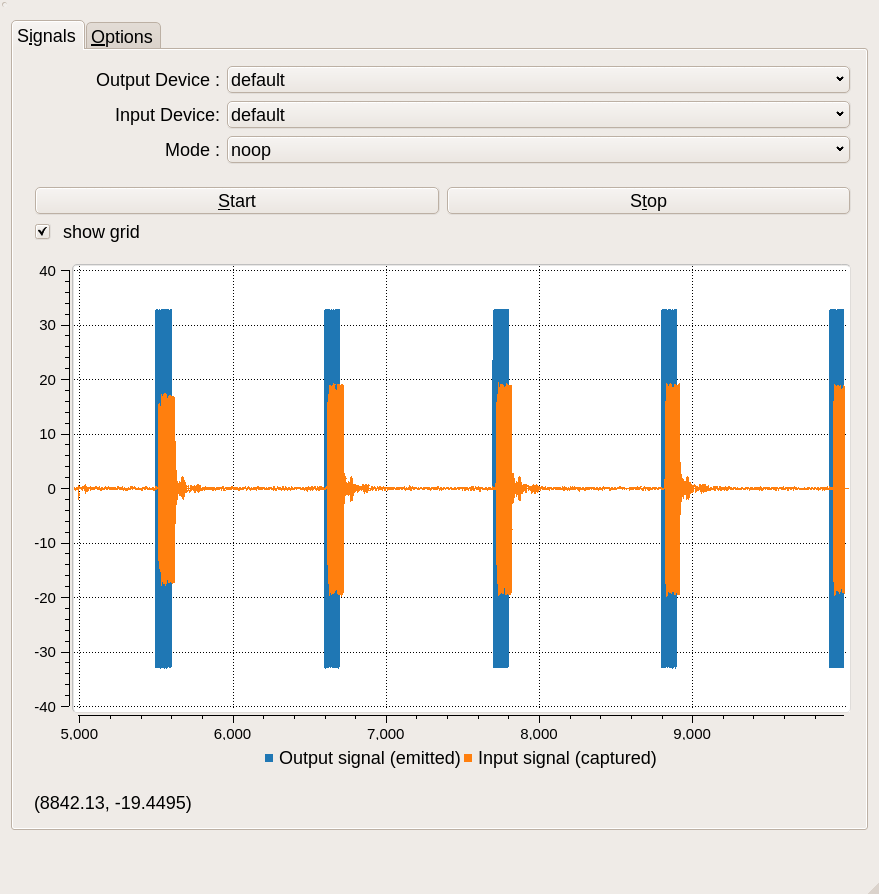 Signals Options
Output Device : default
Input Device: default
Mode : noop
Start Stop
show grid
40
30
20
10
0
-10
-20
-30
-40
5,000 6,000 7,000 8,000 9,000
Output signal (emitted) Input signal (captured)
(8842.13, -19.4495)